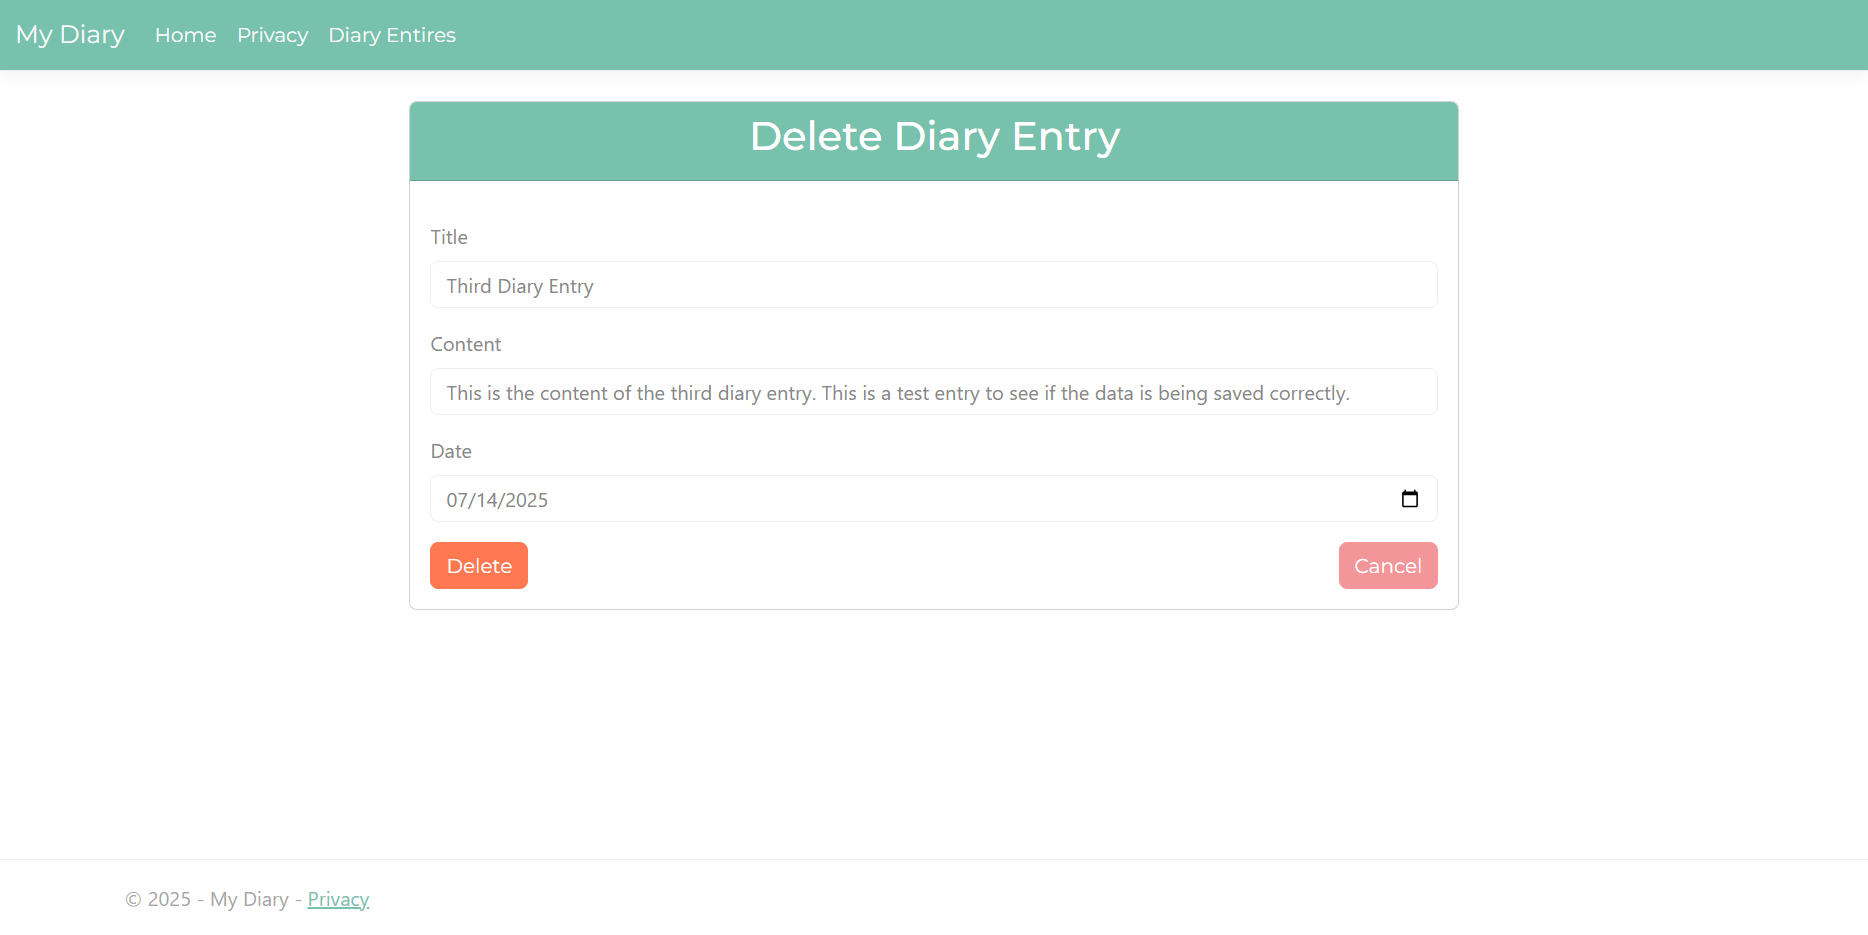 My Diary Home Privacy Diary Entires
Delete Diary Entry
Title
Third Diary Entry
Content
This is the content of the third diary entry. This is a test entry to see if the data is being saved correctly.
Date
07/14/2025
Delete Cancel
© 2025 - My Diary - Privacy